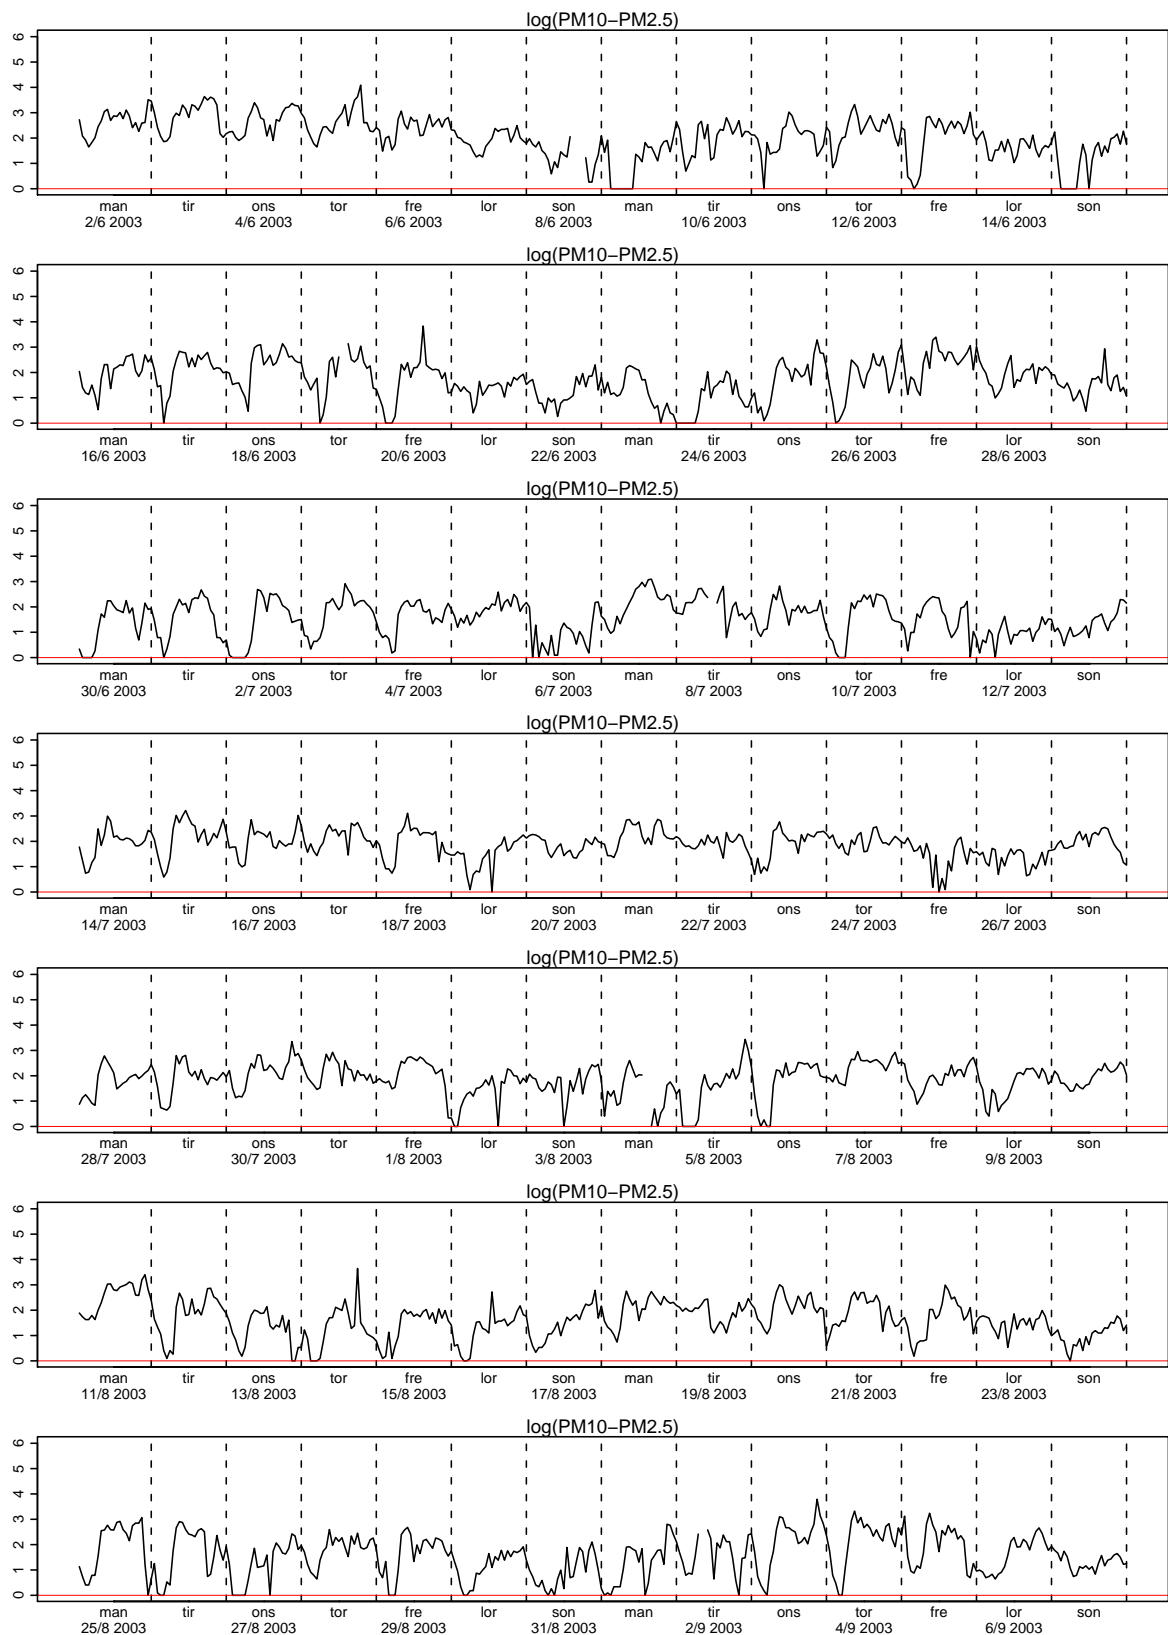 log(PM10−PM2.5)
0 1 2 3 4 5 6
man tir ons tor fre lor son man tir ons tor fre lor son
2/6 2003 4/6 2003 6/6 2003 8/6 2003 10/6 2003 12/6 2003 14/6 2003
log(PM10−PM2.5)
0 1 2 3 4 5 6
man tir ons tor fre lor son man tir ons tor fre lor son
16/6 2003 18/6 2003 20/6 2003 22/6 2003 24/6 2003 26/6 2003 28/6 2003
log(PM10−PM2.5)
0 1 2 3 4 5 6
man tir ons tor fre lor son man tir ons tor fre lor son
30/6 2003 2/7 2003 4/7 2003 6/7 2003 8/7 2003 10/7 2003 12/7 2003
log(PM10−PM2.5)
0 1 2 3 4 5 6
man tir ons tor fre lor son man tir ons tor fre lor son
14/7 2003 16/7 2003 18/7 2003 20/7 2003 22/7 2003 24/7 2003 26/7 2003
log(PM10−PM2.5)
0 1 2 3 4 5 6
man tir ons tor fre lor son man tir ons tor fre lor son
28/7 2003 30/7 2003 1/8 2003 3/8 2003 5/8 2003 7/8 2003 9/8 2003
log(PM10−PM2.5)
0 1 2 3 4 5 6
man tir ons tor fre lor son man tir ons tor fre lor son
11/8 2003 13/8 2003 15/8 2003 17/8 2003 19/8 2003 21/8 2003 23/8 2003
log(PM10−PM2.5)
0 1 2 3 4 5 6
man tir ons tor fre lor son man tir ons tor fre lor son
25/8 2003 27/8 2003 29/8 2003 31/8 2003 2/9 2003 4/9 2003 6/9 2003